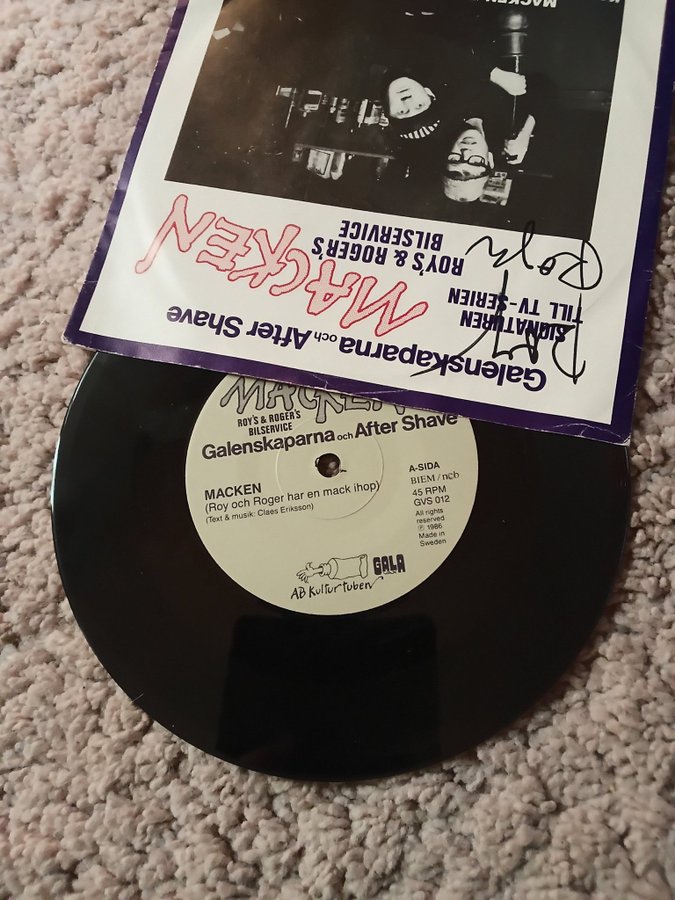 Galenskaparna och After Shave
SIGNATUREN
TILL TV-SERIEN
MACKEN
ROY'S & ROGER'S
BILSERVICE
MACKEN
MACKEN
ROY'S & ROGER'S
BILSERVICE
Galenskaparna och After Shave
MACKEN
(Roy och Roger har en mack ihop)
(Text & musik: Claes Eriksson)
A-SIDA
BIEM/ncb
45 RPM
GVS 012
All rights
reserved
℗ 1986
Made in
Sweden
AB Kulturtuben
GALA